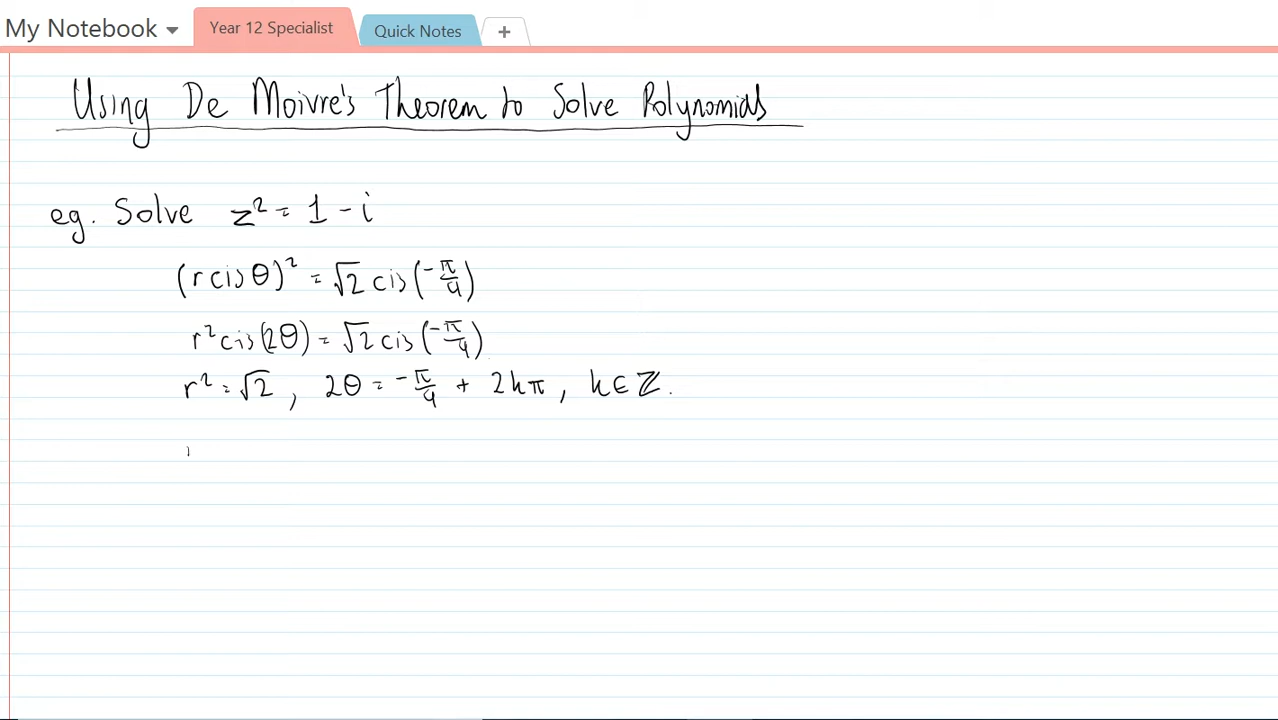 My Notebook Year 12 Specialist Quick Notes +
Using De Moivre's Theorem to Solve Polynomials
eg. Solve z² = 1 - i
(r cis θ)² = √2 cis(-π/4)
r² cis(2θ) = √2 cis(-π/4)
r² = √2 , 2θ = -π/4 + 2kπ , k ∈ ℤ.